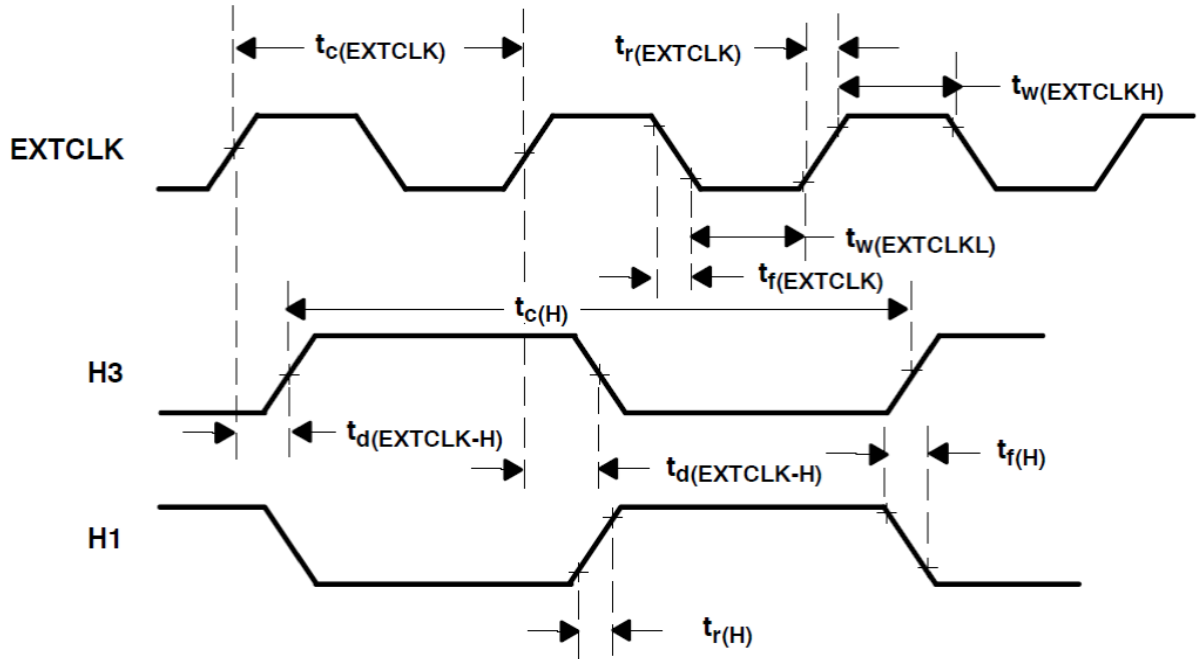 tc(EXTCLK)
tr(EXTCLK)
tw(EXTCLKH)
EXTCLK
tw(EXTCLKL)
tf(EXTCLK)
tc(H)
H3
td(EXTCLK-H)
td(EXTCLK-H)
tf(H)
H1
tr(H)